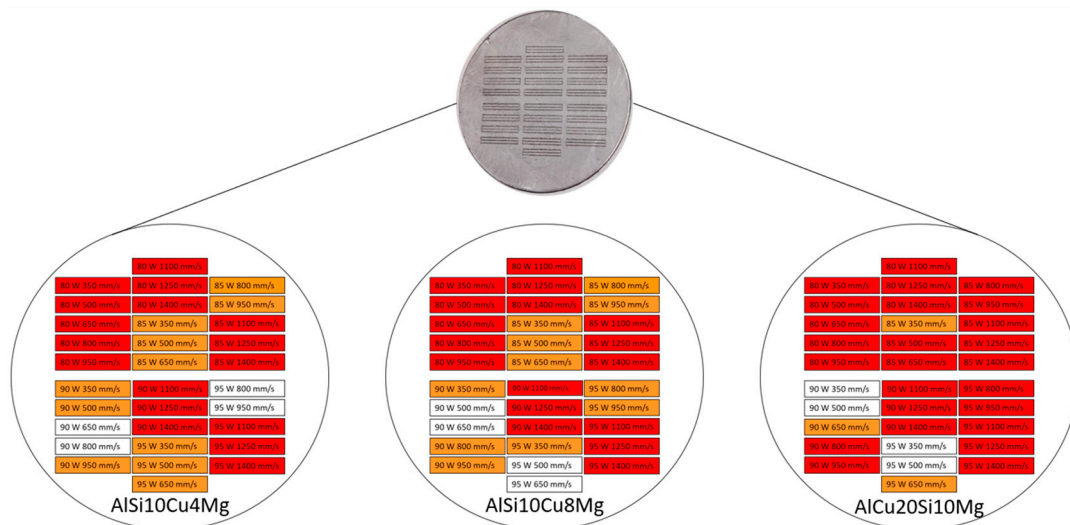 80 W 1100 mm/s
80 W 350 mm/s 80 W 1250 mm/s 85 W 800 mm/s
80 W 500 mm/s 80 W 1400 mm/s 85 W 950 mm/s
80 W 650 mm/s 85 W 350 mm/s 85 W 1100 mm/s
80 W 800 mm/s 85 W 500 mm/s 85 W 1250 mm/s
80 W 950 mm/s 85 W 650 mm/s 85 W 1400 mm/s
90 W 350 mm/s 90 W 1100 mm/s 95 W 800 mm/s
90 W 500 mm/s 90 W 1250 mm/s 95 W 950 mm/s
90 W 650 mm/s 90 W 1400 mm/s 95 W 1100 mm/s
90 W 800 mm/s 95 W 350 mm/s 95 W 1250 mm/s
90 W 950 mm/s 95 W 500 mm/s 95 W 1400 mm/s
95 W 650 mm/s
AlSi10Cu4Mg
80 W 1100 mm/s
80 W 350 mm/s 80 W 1250 mm/s 85 W 800 mm/s
80 W 500 mm/s 80 W 1400 mm/s 85 W 950 mm/s
80 W 650 mm/s 85 W 350 mm/s 85 W 1100 mm/s
80 W 800 mm/s 85 W 500 mm/s 85 W 1250 mm/s
80 W 950 mm/s 85 W 650 mm/s 85 W 1400 mm/s
90 W 350 mm/s 90 W 1100 mm/s 95 W 800 mm/s
90 W 500 mm/s 90 W 1250 mm/s 95 W 950 mm/s
90 W 650 mm/s 90 W 1400 mm/s 95 W 1100 mm/s
90 W 800 mm/s 95 W 350 mm/s 95 W 1250 mm/s
90 W 950 mm/s 95 W 500 mm/s 95 W 1400 mm/s
95 W 650 mm/s
AlSi10Cu8Mg
80 W 1100 mm/s
80 W 350 mm/s 80 W 1250 mm/s 85 W 800 mm/s
80 W 500 mm/s 80 W 1400 mm/s 85 W 950 mm/s
80 W 650 mm/s 85 W 350 mm/s 85 W 1100 mm/s
80 W 800 mm/s 85 W 500 mm/s 85 W 1250 mm/s
80 W 950 mm/s 85 W 650 mm/s 85 W 1400 mm/s
90 W 350 mm/s 90 W 1100 mm/s 95 W 800 mm/s
90 W 500 mm/s 90 W 1250 mm/s 95 W 950 mm/s
90 W 650 mm/s 90 W 1400 mm/s 95 W 1100 mm/s
90 W 800 mm/s 95 W 350 mm/s 95 W 1250 mm/s
90 W 950 mm/s 95 W 500 mm/s 95 W 1400 mm/s
95 W 650 mm/s
AlCu20Si10Mg